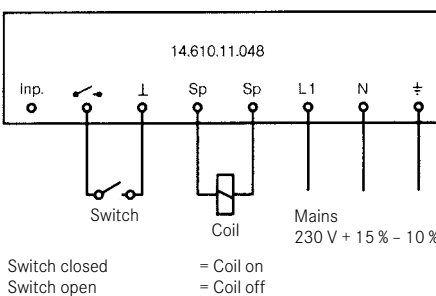 14.610.11.048
Inp. ⊥ Sp Sp L1 N ⏚
Switch
Coil
Mains
230 V + 15 % – 10 %
Switch closed = Coil on
Switch open = Coil off